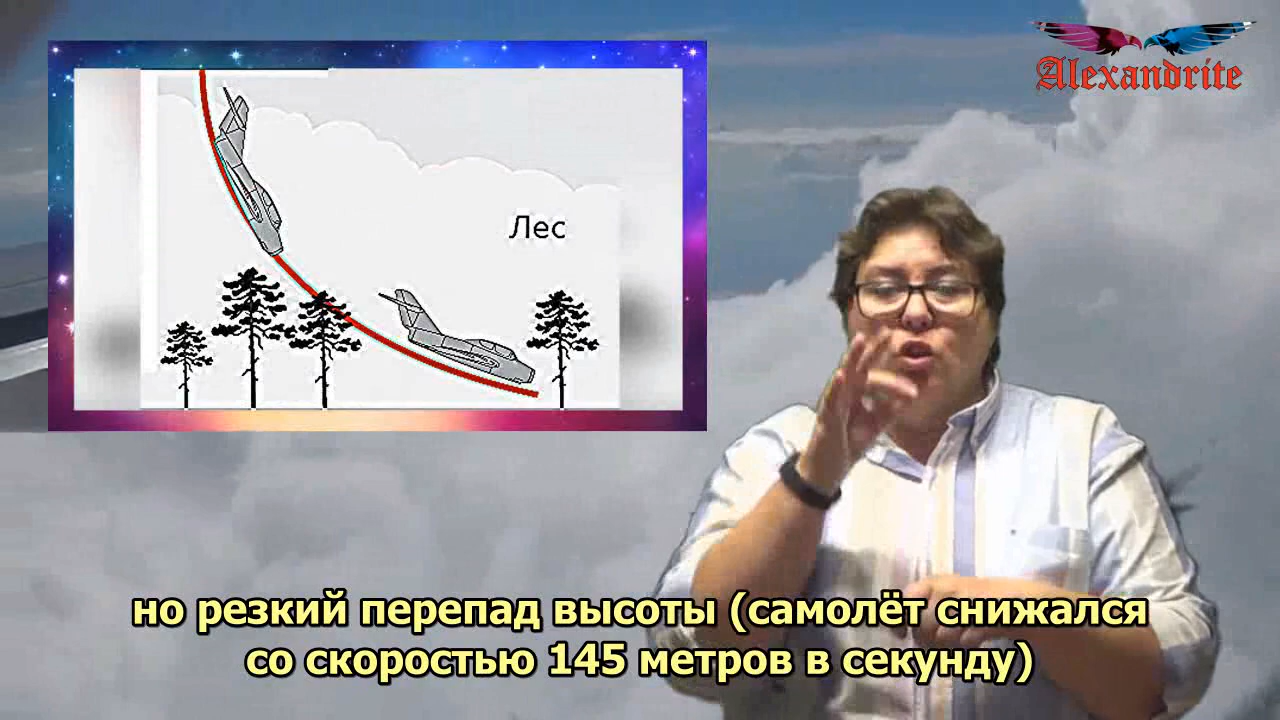 Alexandrite
Лес
но резкий перепад высоты (самолёт снижался
со скоростью 145 метров в секунду)